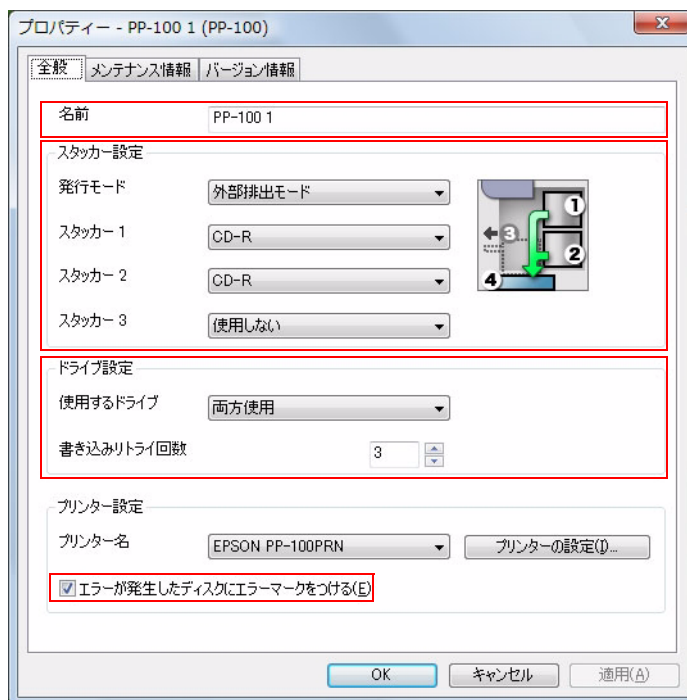 プロパティー - PP-100 1 (PP-100)
全般 メンテナンス情報 バージョン情報
名前 PP-100 1
スタッカー設定
発行モード 外部排出モード
スタッカー 1 CD-R
スタッカー 2 CD-R
スタッカー 3 使用しない
1
3
2
4
ドライブ設定
使用するドライブ 両方使用
書き込みリトライ回数 3
プリンター設定
プリンター名 EPSON PP-100PRN プリンターの設定(I)...
エラーが発生したディスクにエラーマークをつける(E)
OK キャンセル 適用(A)